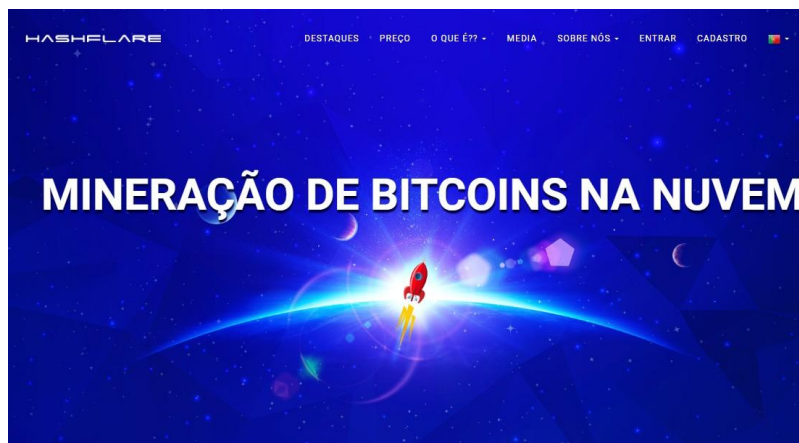 HASHFLARE DESTAQUES PREÇO O QUE É?? MEDIA SOBRE NÓS ENTRAR CADASTRO
MINERAÇÃO DE BITCOINS NA NUVEM